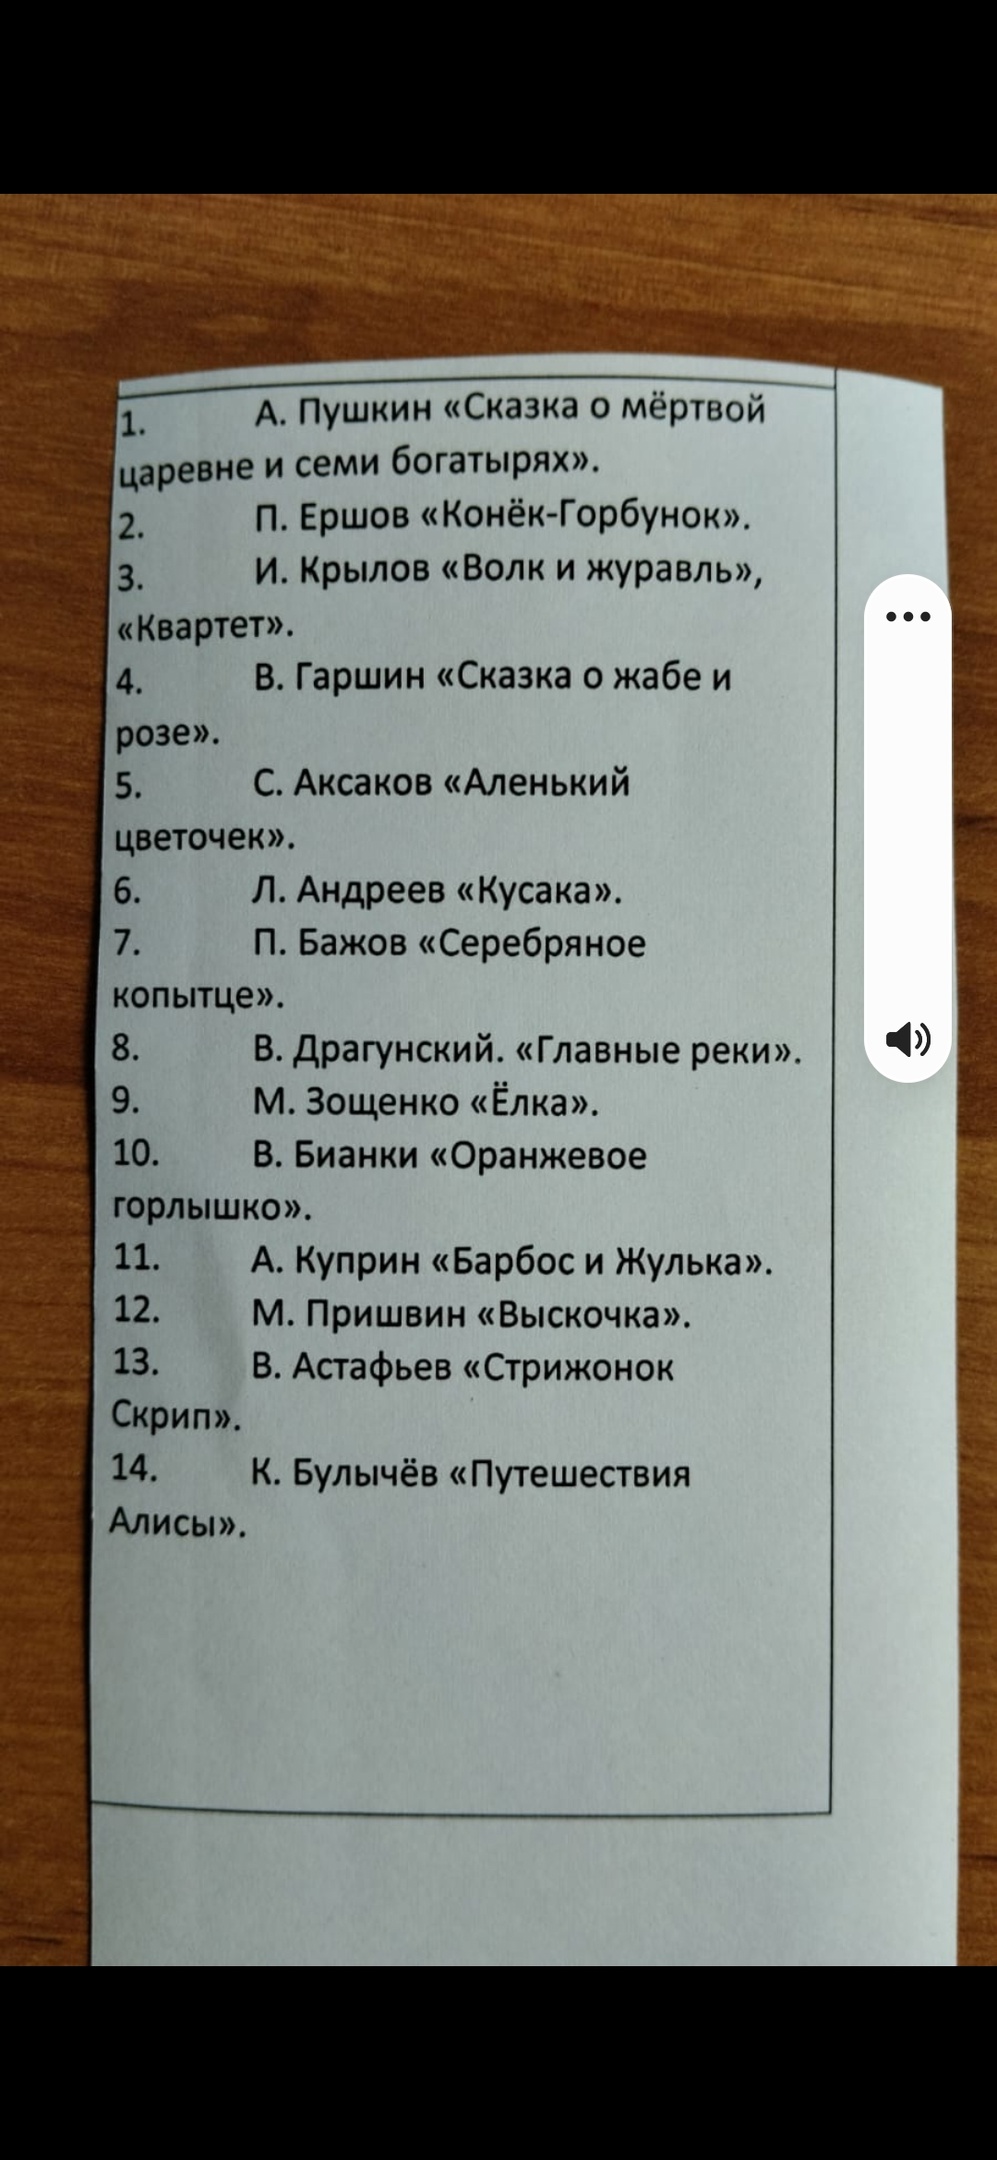 1. А. Пушкин «Сказка о мёртвой
царевне и семи богатырях».
2. П. Ершов «Конёк-Горбунок».
3. И. Крылов «Волк и журавль»,
«Квартет».
4. В. Гаршин «Сказка о жабе и
розе».
5. С. Аксаков «Аленький
цветочек».
6. Л. Андреев «Кусака».
7. П. Бажов «Серебряное
копытце».
8. В. Драгунский. «Главные реки».
9. М. Зощенко «Ёлка».
10. В. Бианки «Оранжевое
горлышко».
11. А. Куприн «Барбос и Жулька».
12. М. Пришвин «Выскочка».
13. В. Астафьев «Стрижонок
Скрип».
14. К. Булычёв «Путешествия
Алисы».